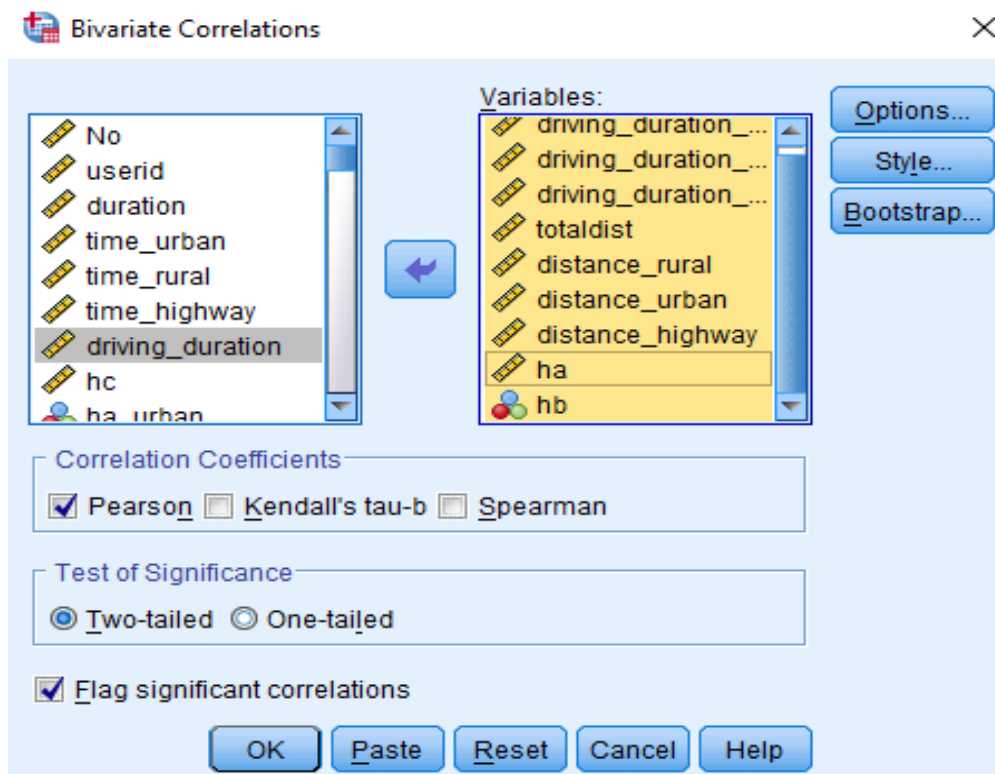 Bivariate Correlations
No
userid
duration
time_urban
time_rural
time_highway
driving_duration
hc
ha_urban
Variables:
driving_duration_...
driving_duration_...
driving_duration_...
totaldist
distance_rural
distance_urban
distance_highway
ha
hb
Options...
Style...
Bootstrap...
Correlation Coefficients
Pearson Kendall's tau-b Spearman
Test of Significance
Two-tailed One-tailed
Flag significant correlations
OK Paste Reset Cancel Help